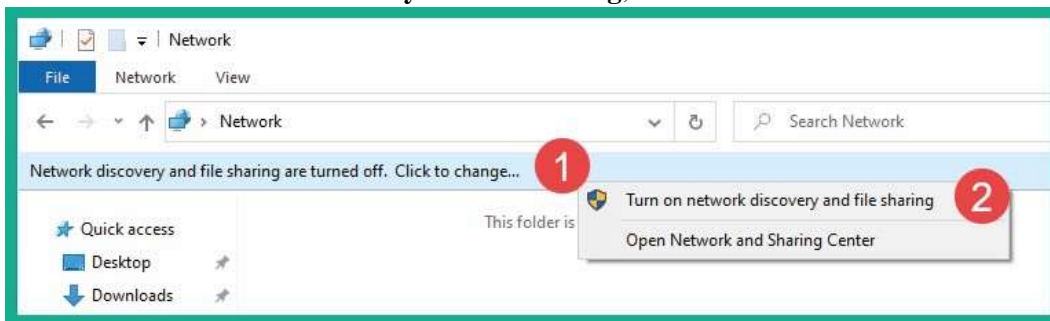 Network
File Network View
Network Search Network
Network discovery and file sharing are turned off. Click to change...
1
Turn on network discovery and file sharing 2
This folder is
Quick access
Open Network and Sharing Center
Desktop
Downloads